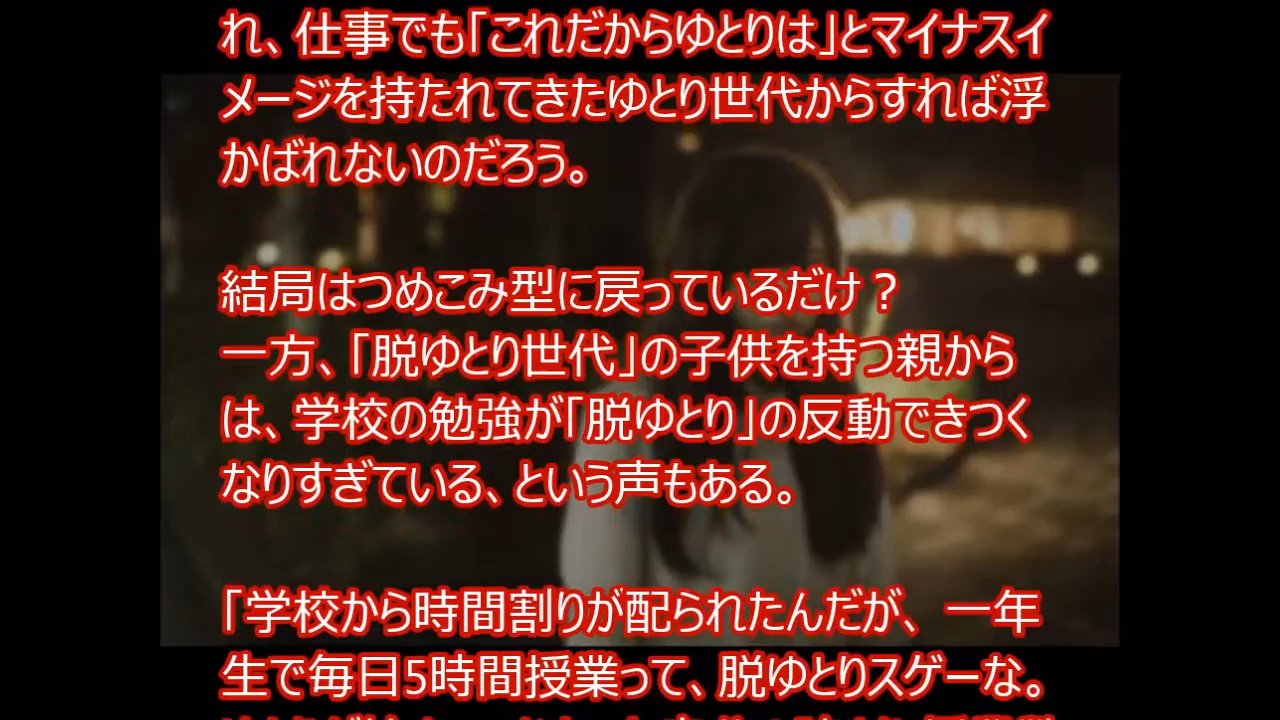 れ、仕事でも「これだからゆとりは」とマイナスイ
メージを持たれてきたゆとり世代からすれば浮
かばれないのだろう。
結局はつめこみ型に戻っているだけ？
一方、「脱ゆとり世代」の子供を持つ親から
は、学校の勉強が「脱ゆとり」の反動できつく
なりすぎている、という声もある。
「学校から時間割りが配られたんだが、 一年
生で毎日5時間授業って、脱ゆとりスゲーな。